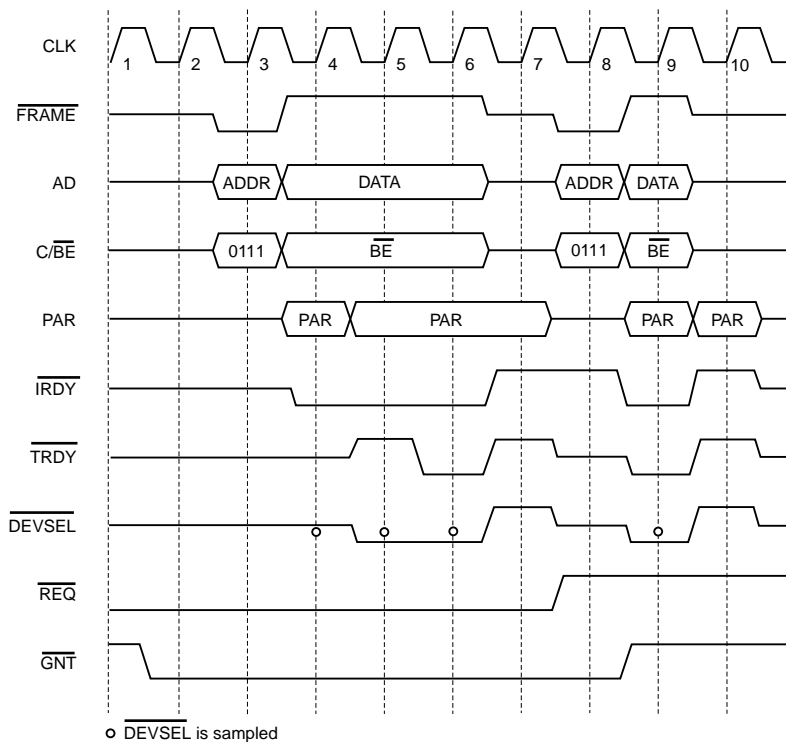 CLK
1 2 3 4 5 6 7 8 9 10
FRAME
AD
ADDR DATA ADDR DATA
C/BE
0111 BE 0111 BE
PAR
PAR PAR PAR PAR
IRDY
TRDY
DEVSEL
REQ
GNT
DEVSEL is sampled